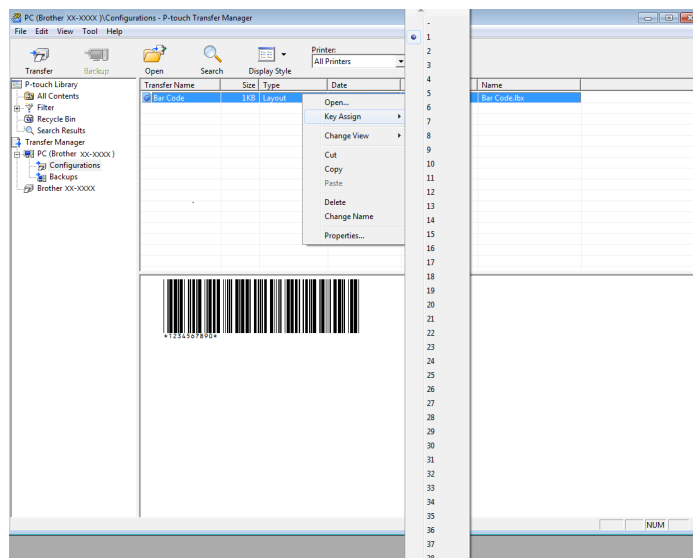 PC (Brother XX-XXXX )\Configurations - P-touch Transfer Manager
File Edit View Tool Help
Transfer Backup Open Search Display Style
Printer:
All Printers
P-touch Library
All Contents
Filter
Recycle Bin
Search Results
Transfer Manager
PC (Brother XX-XXXX )
Configurations
Backups
Brother XX-XXXX
Transfer Name Size Type Date Name
Bar Code 1KB Layout Bar Code.lbx
Open...
Key Assign
Change View
Cut
Copy
Paste
Delete
Change Name
Properties...
-
1
2
3
4
5
6
7
8
9
10
11
12
13
14
15
16
17
18
19
20
21
22
23
24
25
26
27
28
29
30
31
32
33
34
35
36
37
*1234567890*
NUM